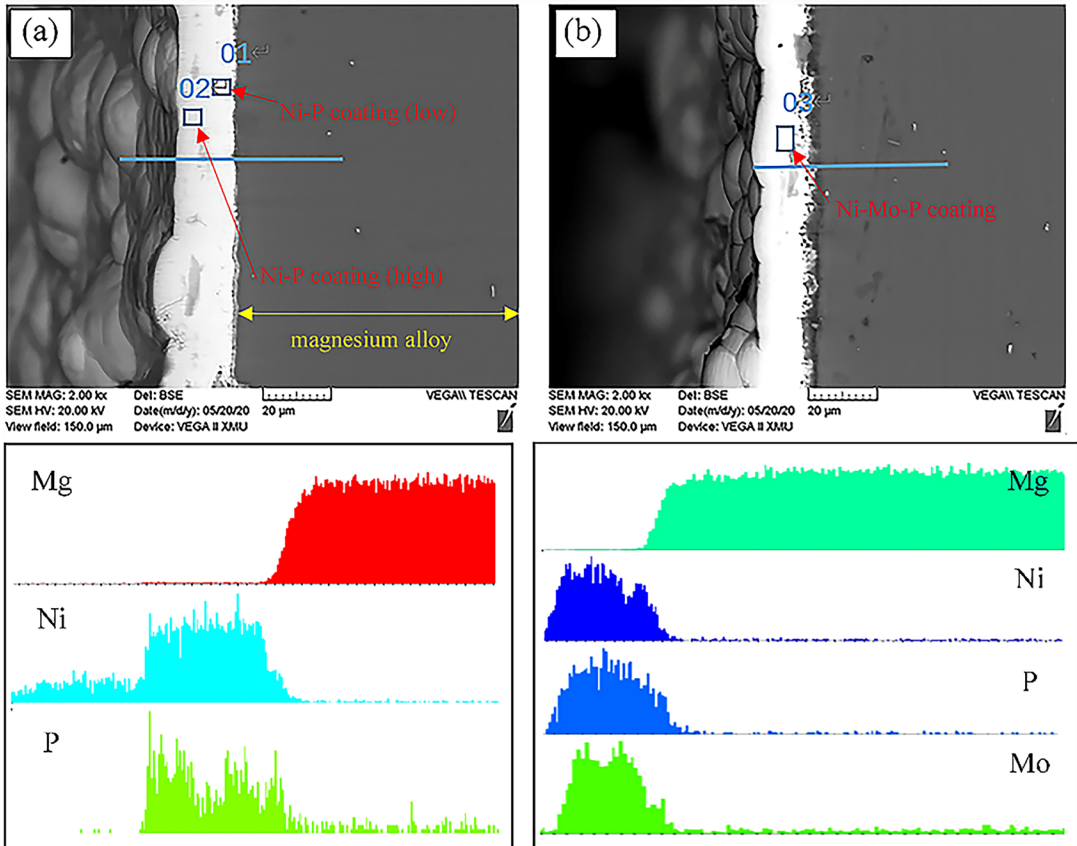 (a)
01↵
02↵
Ni-P coating (low)
Ni-P coating (high)
magnesium alloy
SEM MAG: 2.00 kx Det: BSE
SEM HV: 20.00 kV Date(m/d/y): 05/20/20 20 µm
View field: 150.0 µm Device: VEGA II XMU
VEGA\\ TESCAN
(b)
03↵
Ni-Mo-P coating
SEM MAG: 2.00 kx Det: BSE
SEM HV: 20.00 kV Date(m/d/y): 05/20/20 20 µm
View field: 150.0 µm Device: VEGA II XMU
VEGA\\ TESCAN
Mg
Ni
P
Mg
Ni
P
Mo